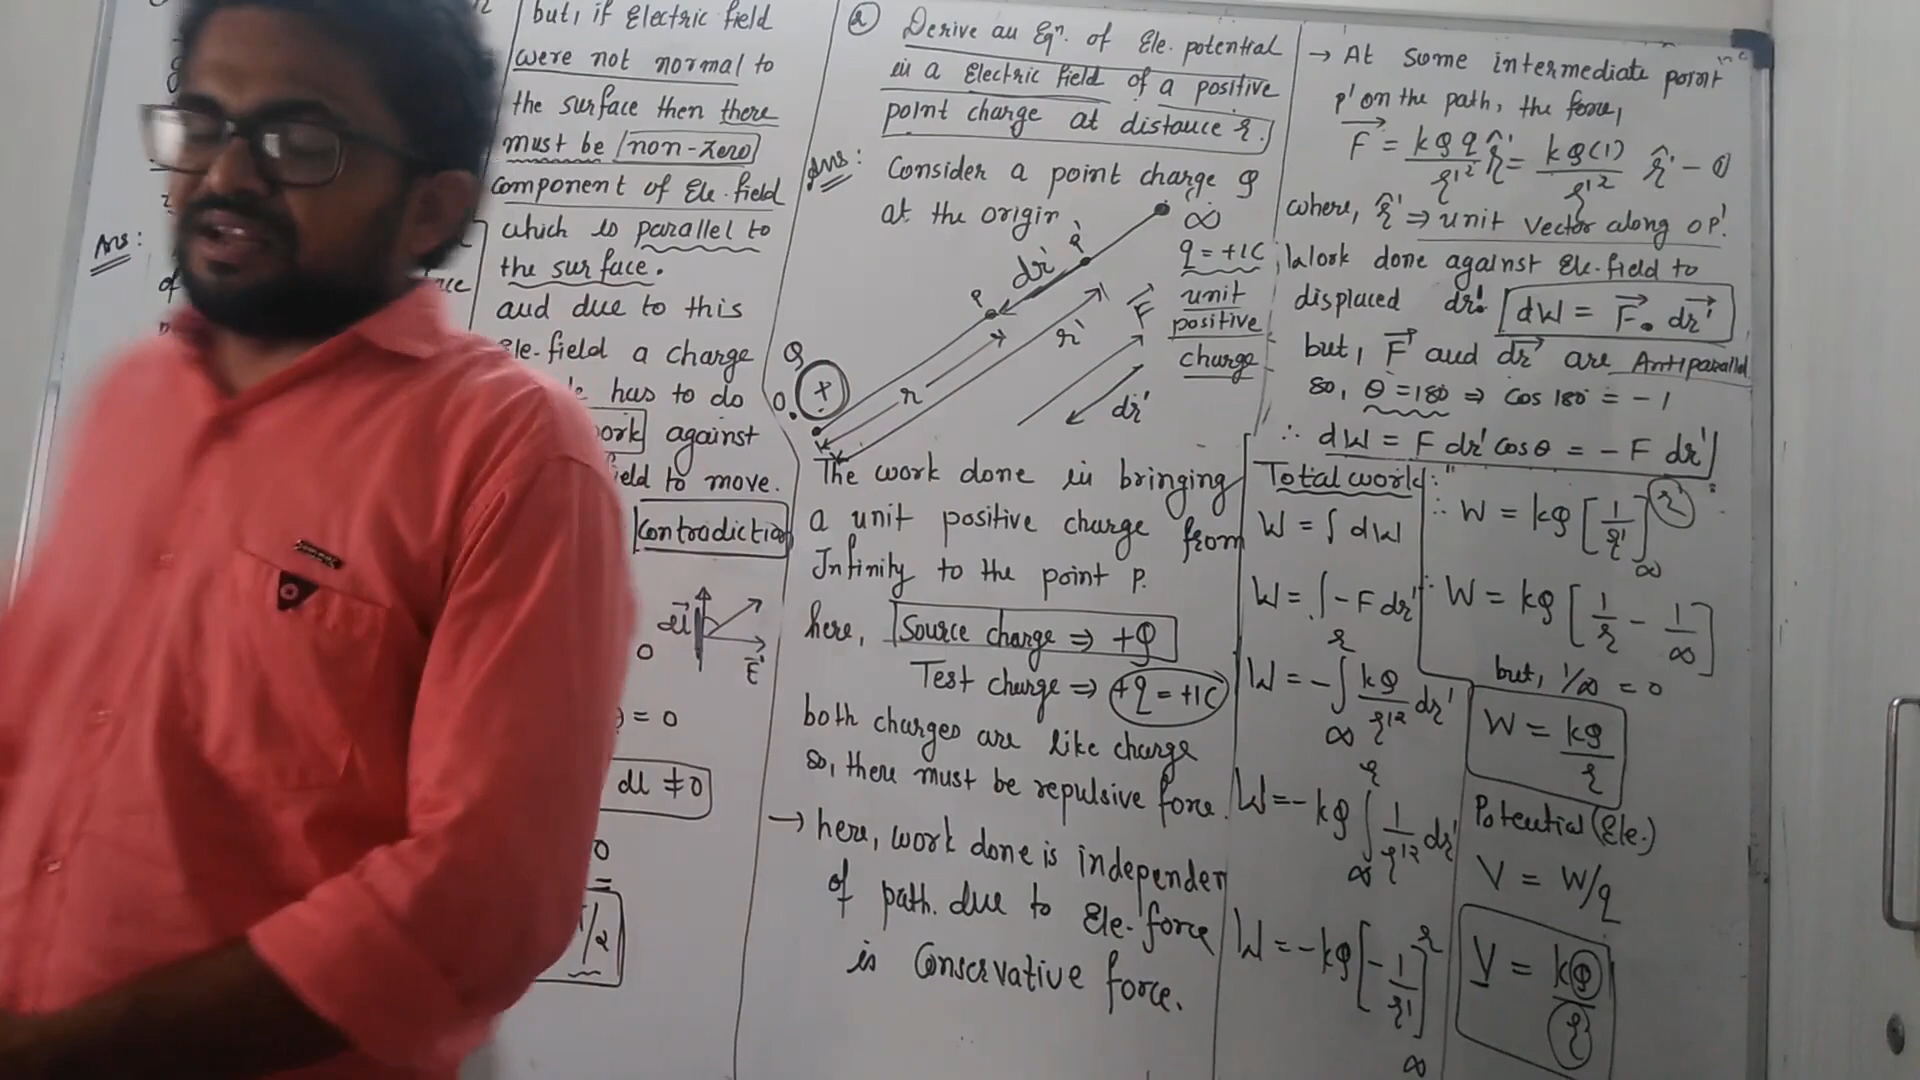 but, if Electric field
were not normal to
the surface then there
must be non-zero
component of Ele. field
which is parallel to
the surface.
and due to this
Ele-field a charge
has to do
work against
field to move.
Contradiction
dl
E
0
= 0
dl ≠ 0
0
Ans:
② Derive an Eqⁿ. of Ele. potential
in a Electric field of a positive
point charge at distance r.
Ans: Consider a point charge Q
at the origin
∞
q = +1C
unit
positive
charge
P'
dr'
P
r
r'
F
dr'
Q
+
O
The work done in bringing
a unit positive charge from
Infinity to the point P.
here, Source charge ⇒ +Q
Test charge ⇒ +q = +1C
both charges are like charge
so, there must be repulsive force.
→ here, work done is independen
of path. due to Ele-force
is Conservative force.
→ At some intermediate point
p' on the path, the force,
F = kQq/r'² r̂' = kQ(1)/r'² r̂' - ①
where, r̂' ⇒ unit vector along OP'.
Work done against Ele.field to
displaced dr'. dW = F . dr'
but, F and dr' are Antiparallel
so, θ = 180 ⇒ cos 180 = -1
∴ dW = F dr' cos θ = - F dr'
Total work:
W = ∫ dW
W = ∫ -F dr'
W = - ∫∞^r kQ/r'² dr'
W = -kQ ∫∞^r 1/r'² dr'
W = -kQ [-1/r']∞^r
∴ W = kQ [1/r']∞^r
∴ W = kQ [1/r - 1/∞]
but, 1/∞ = 0
W = kQ/r
Potential (Ele.)
V = W/q
V = kQ/r